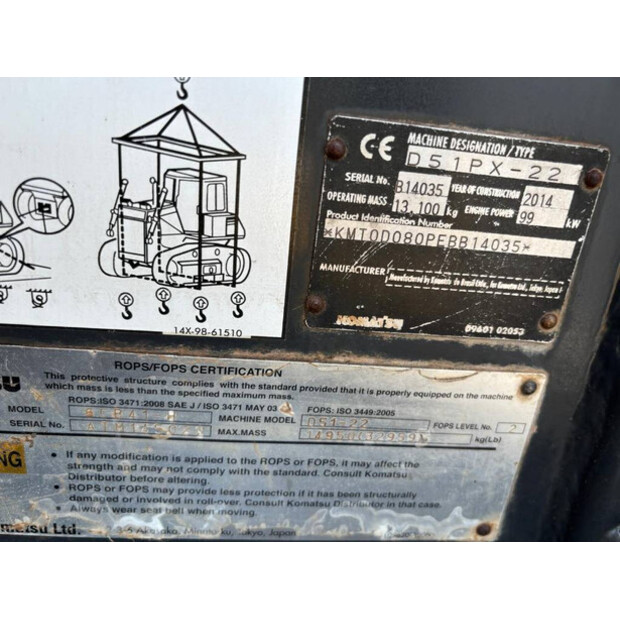 CE
MACHINE DESIGNATION/TYPE
D51PX-22
SERIAL No. B14035 YEAR OF CONSTRUCTION 2014
OPERATING MASS 13,100 kg ENGINE POWER 99 kW
Product Identification Number
*KMT0D080PEBB14035*
MANUFACTURER
KOMATSU
09601 02053
14X-98-61510
ROPS/FOPS CERTIFICATION
This protective structure complies with the standard provided that it is properly equipped on the machine
which mass is less than the specified maximum mass.
ROPS:ISO 3471:2008 SAE J / ISO 3471 MAY 03 FOPS: ISO 3449:2005
MODEL MACHINE MODEL D51-22 FOPS LEVEL No. 2
SERIAL No. MAX.MASS kg(Lb)
NG
• If any modification is applied to the ROPS or FOPS, it may affect the
strength and may not comply with the standard. Consult Komatsu
Distributor before altering.
• ROPS or FOPS may provide less protection if it has been structurally
damaged or involved in roll-over. Consult Komatsu Distributor in that case.
• Always wear seat belt when moving.
matsu Ltd. Tokyo, Japan